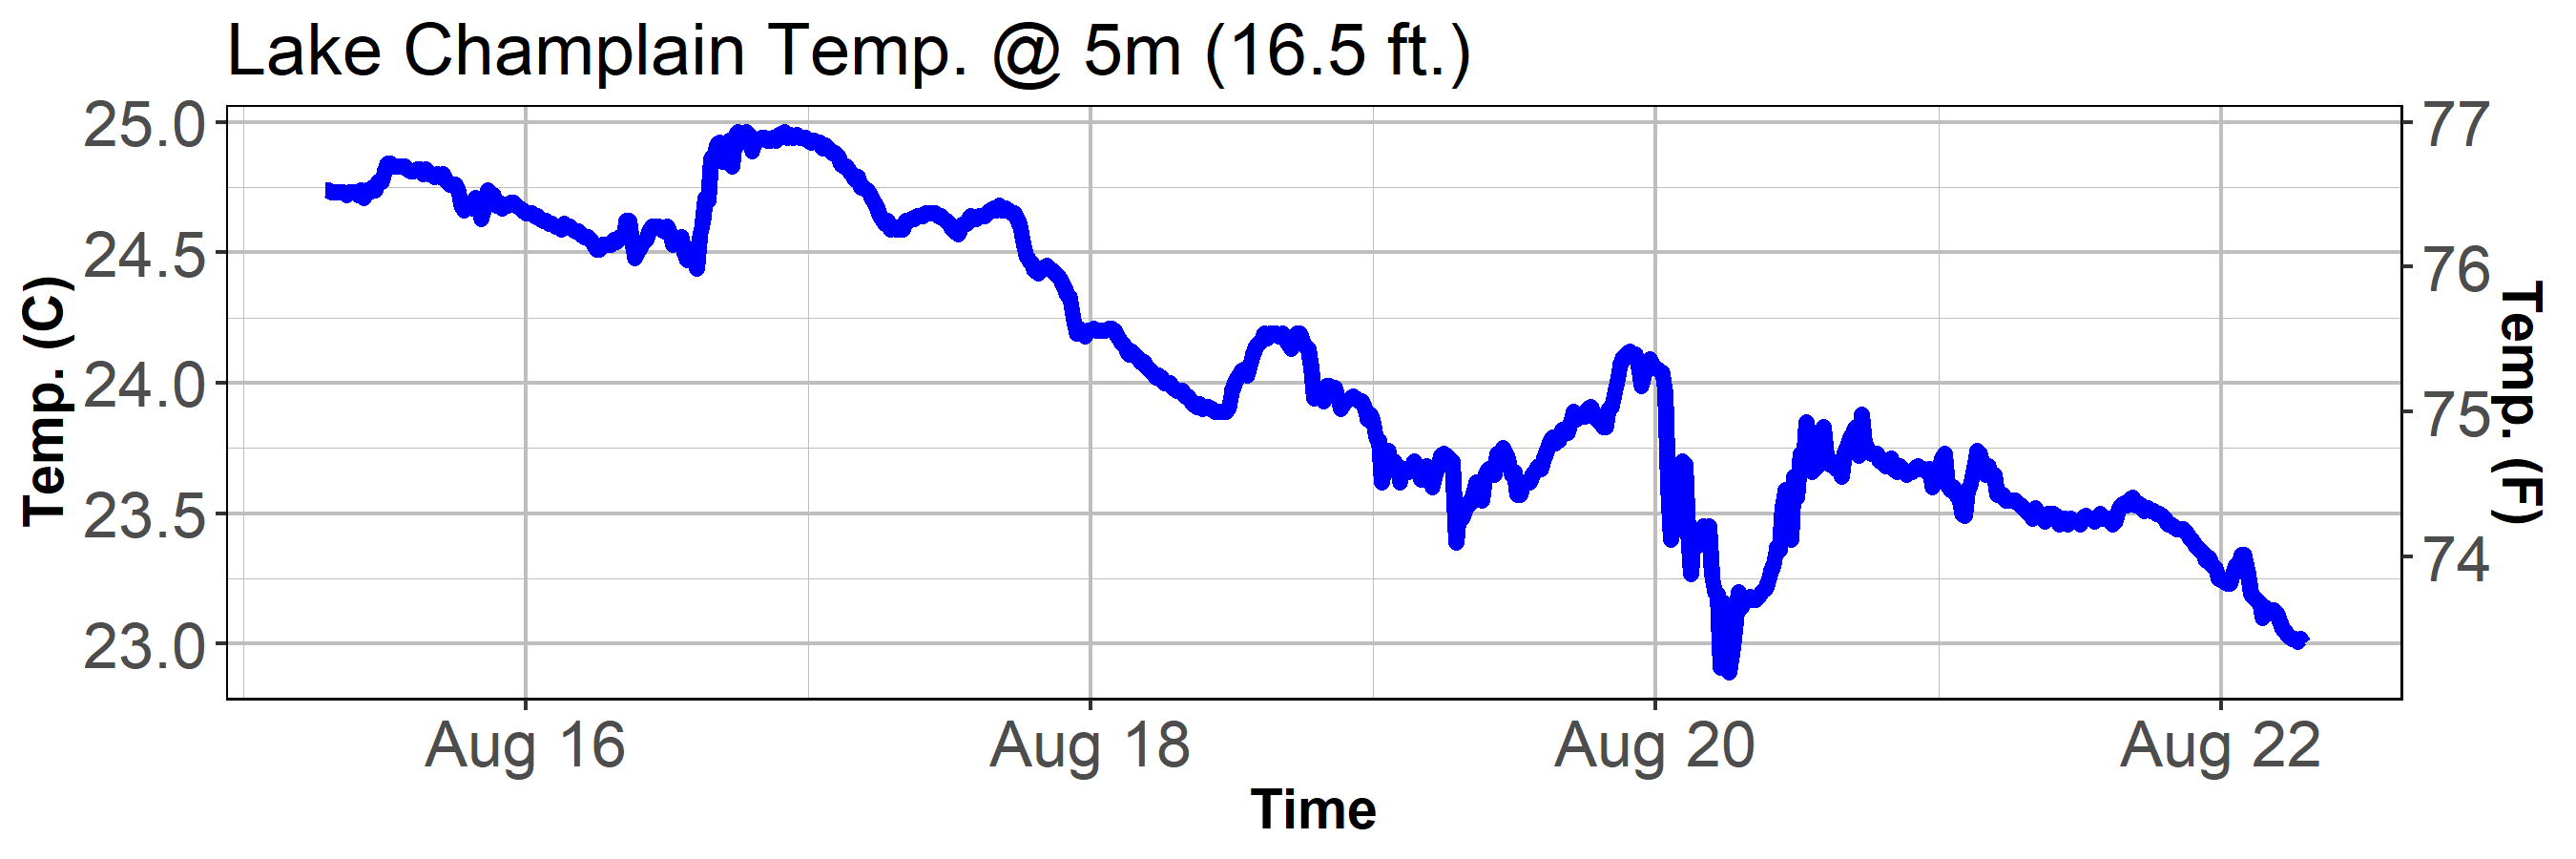 Lake Champlain Temp. @ 5m (16.5 ft.)
25.0
24.5
24.0
23.5
23.0
Temp. (C)
77
76
75
74
Temp. (F)
Aug 16 Aug 18 Aug 20 Aug 22
Time